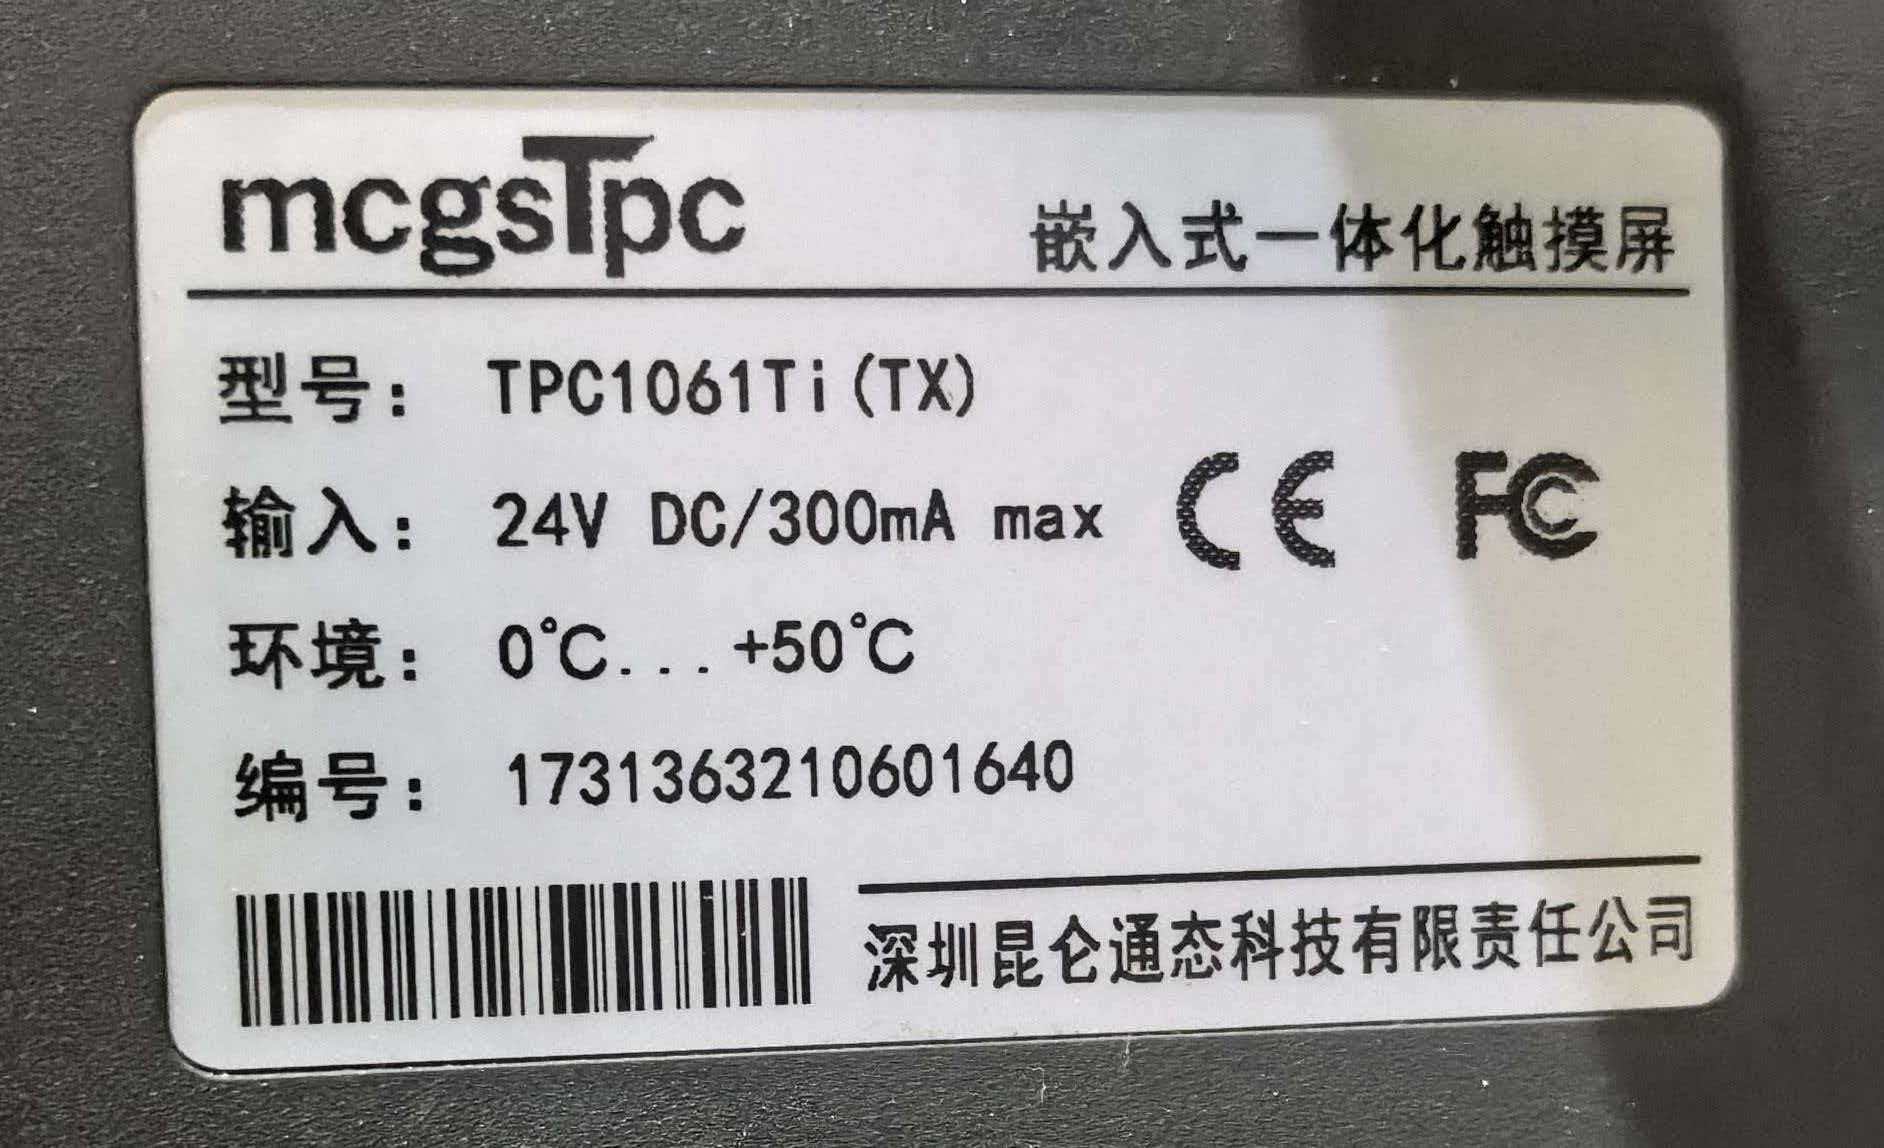 mcgsTpc
嵌入式一体化触摸屏
型号： TPC1061Ti(TX)
输入： 24V DC/300mA max CE FC
环境： 0℃...+50℃
编号： 1731363210601640
深圳昆仑通态科技有限责任公司